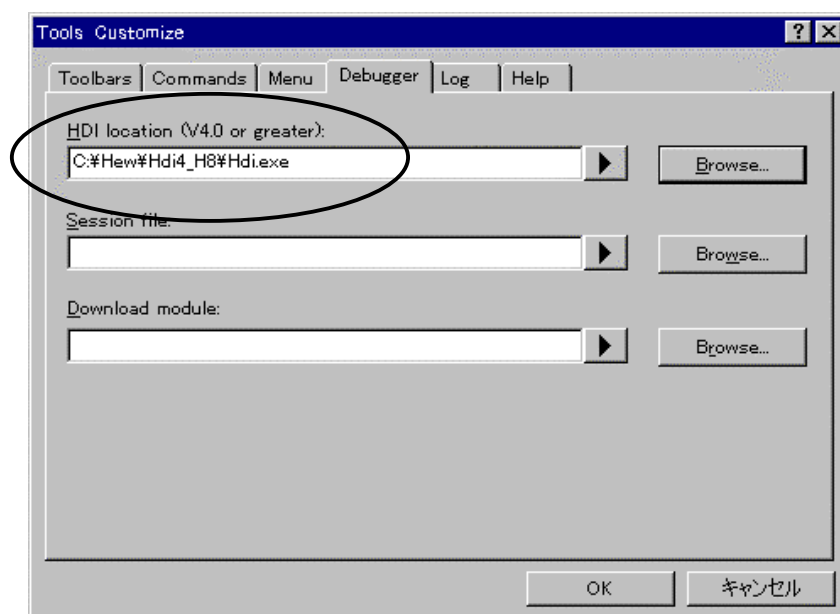 Tools Customize
Toolbars Commands Menu Debugger Log Help
HDI location (V4.0 or greater):
C:¥Hew¥Hdi4_H8¥Hdi.exe
Browse...
Session file:
Browse...
Download module:
Browse...
OK キャンセル